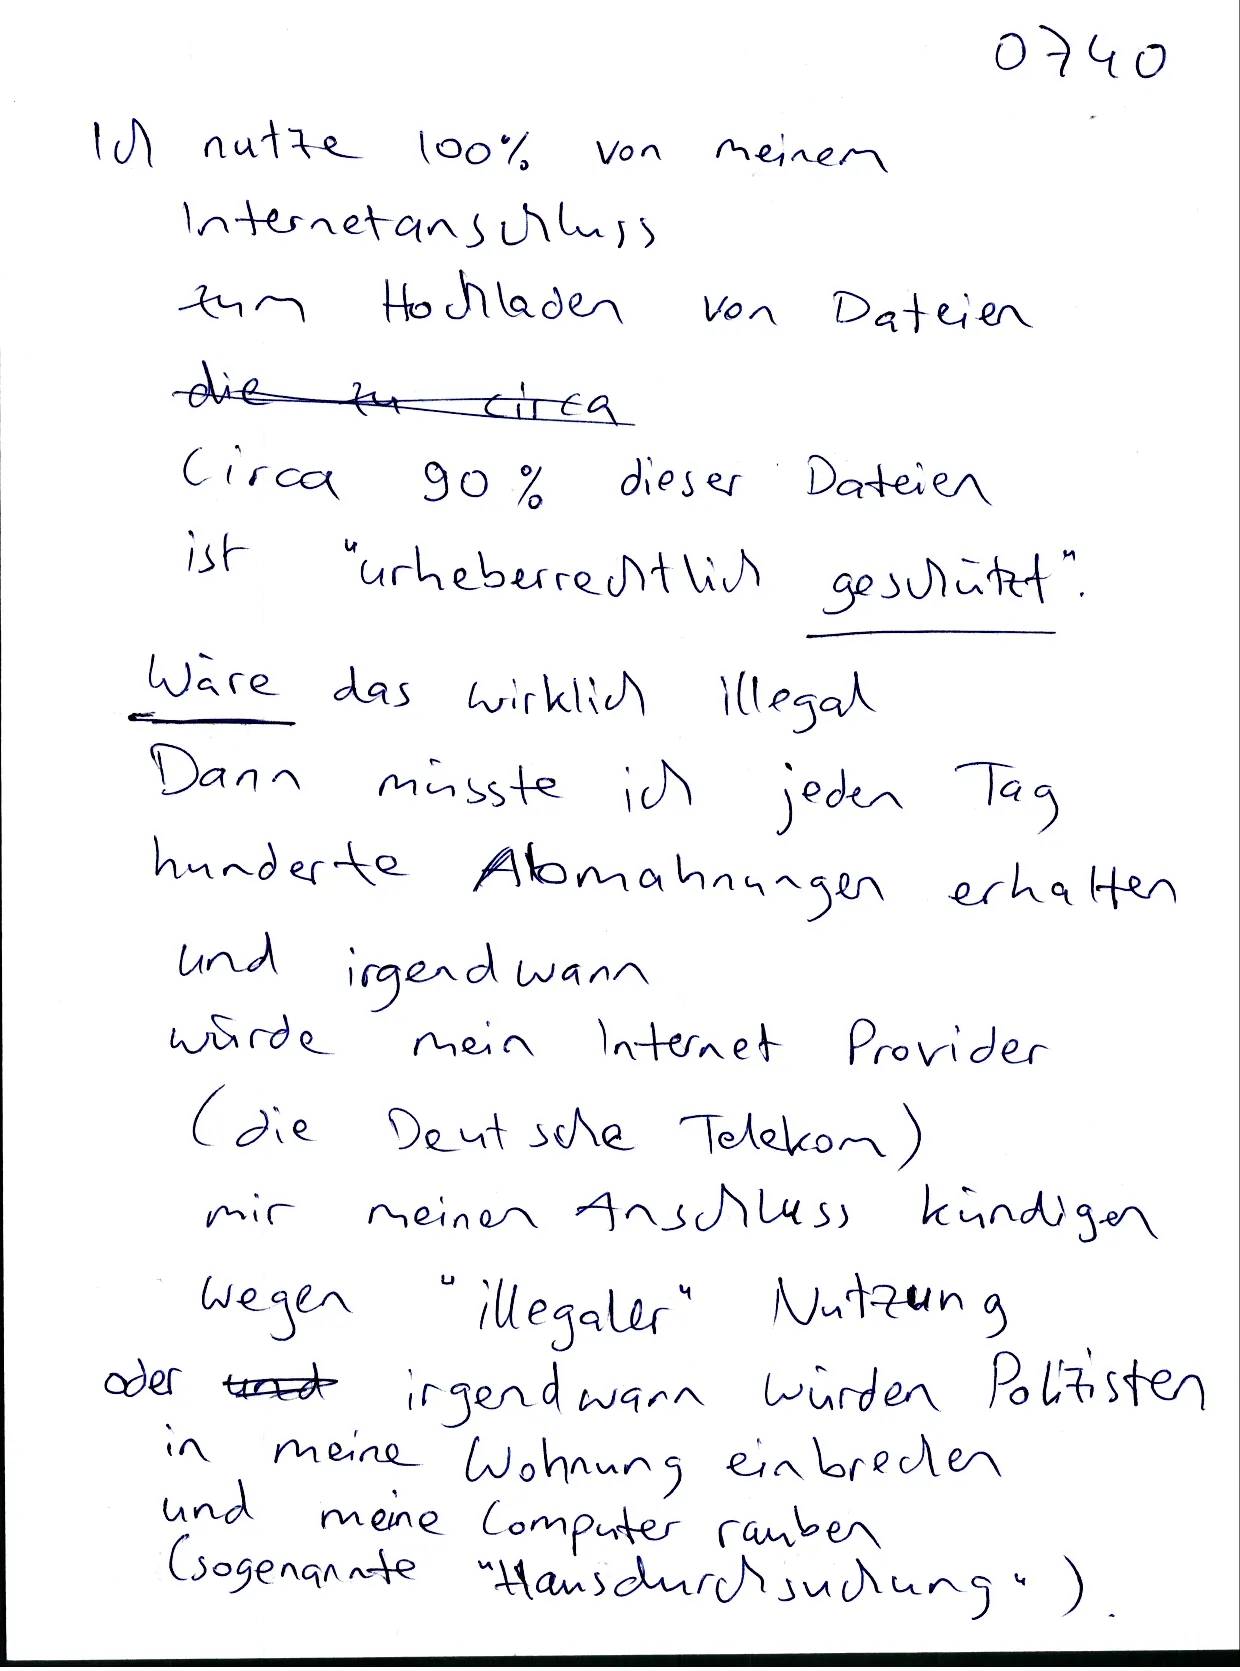 0740
Ich nutze 100% von meinem
Internetanschluss
zum Hochladen von Dateien
die zu circa
Circa 90% dieser Dateien
ist "urheberrechtlich geschützt".
Wäre das wirklich illegal
Dann müsste ich jeden Tag
hunderte Abmahnungen erhalten
und irgendwann
würde mein Internet Provider
(die Deutsche Telekom)
mir meinen Anschluss kündigen
wegen "illegaler" Nutzung
oder und irgendwann würden Polizisten
in meine Wohnung einbrechen
und meine Computer rauben
(sogenannte "Hausdurchsuchung").